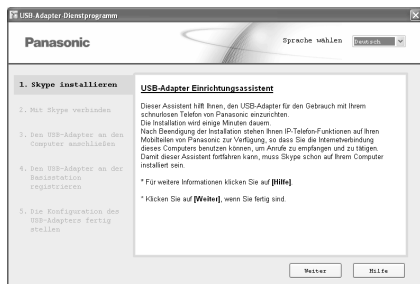 USB-Adapter-Dienstprogramm
Panasonic
Sprache wählen
Deutsch
1. Skype installieren
2. Mit Skype verbinden
3. Den USB-Adapter an den
Computer anschließen
4. Den USB-Adapter an der
Basisstation
registrieren
5. Die Konfiguration des
USB-Adapters fertig
stellen
USB-Adapter Einrichtungsassistent
Dieser Assistent hilft Ihnen, den USB-Adapter für den Gebrauch mit Ihrem
schnurlosen Telefon von Panasonic einzurichten.
Die Installation wird einige Minuten dauern.
Nach Beendigung der Installation stehen Ihnen IP-Telefon-Funktionen auf Ihren
Mobilteilen von Panasonic zur Verfügung, so dass Sie die Internetverbindung
dieses Computers benutzen können, um Anrufe zu empfangen und zu tätigen.
Damit dieser Assistent fortfahren kann, muss Skype schon auf Ihrem Computer
installiert sein.
* Für weitere Informationen klicken Sie auf [Hilfe].
* Klicken Sie auf [Weiter], wenn Sie fertig sind.
Weiter
Hilfe